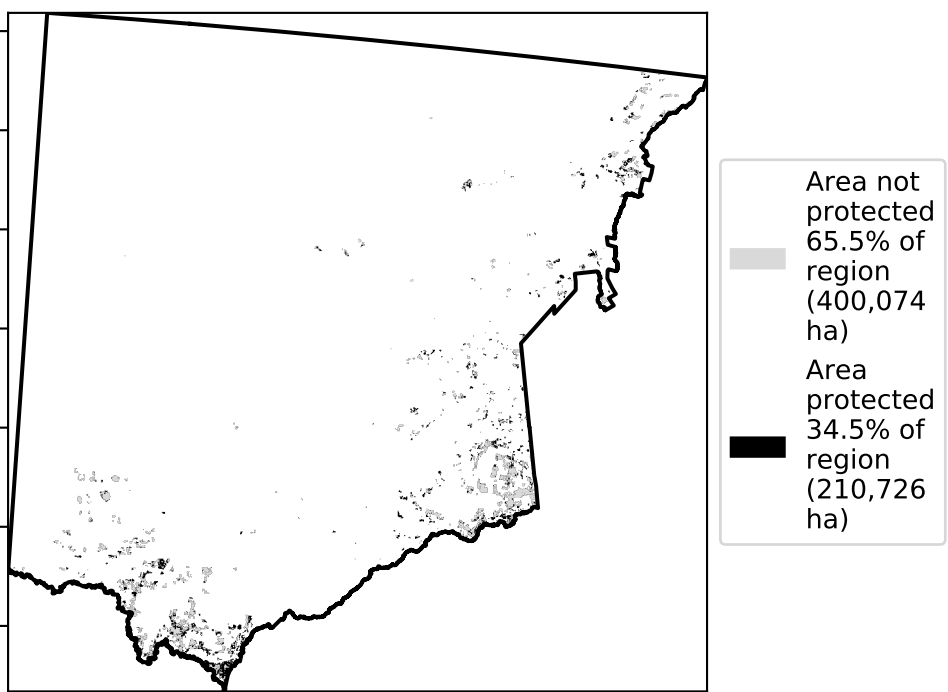 Area not
protected
65.5% of
region
(400,074
ha)
Area
protected
34.5% of
region
(210,726
ha)